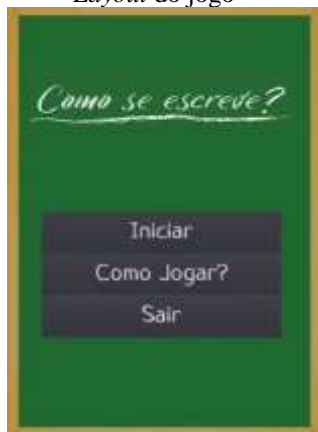 Layout do jogo
Como se escreve?
Iniciar
Como Jogar?
Sair